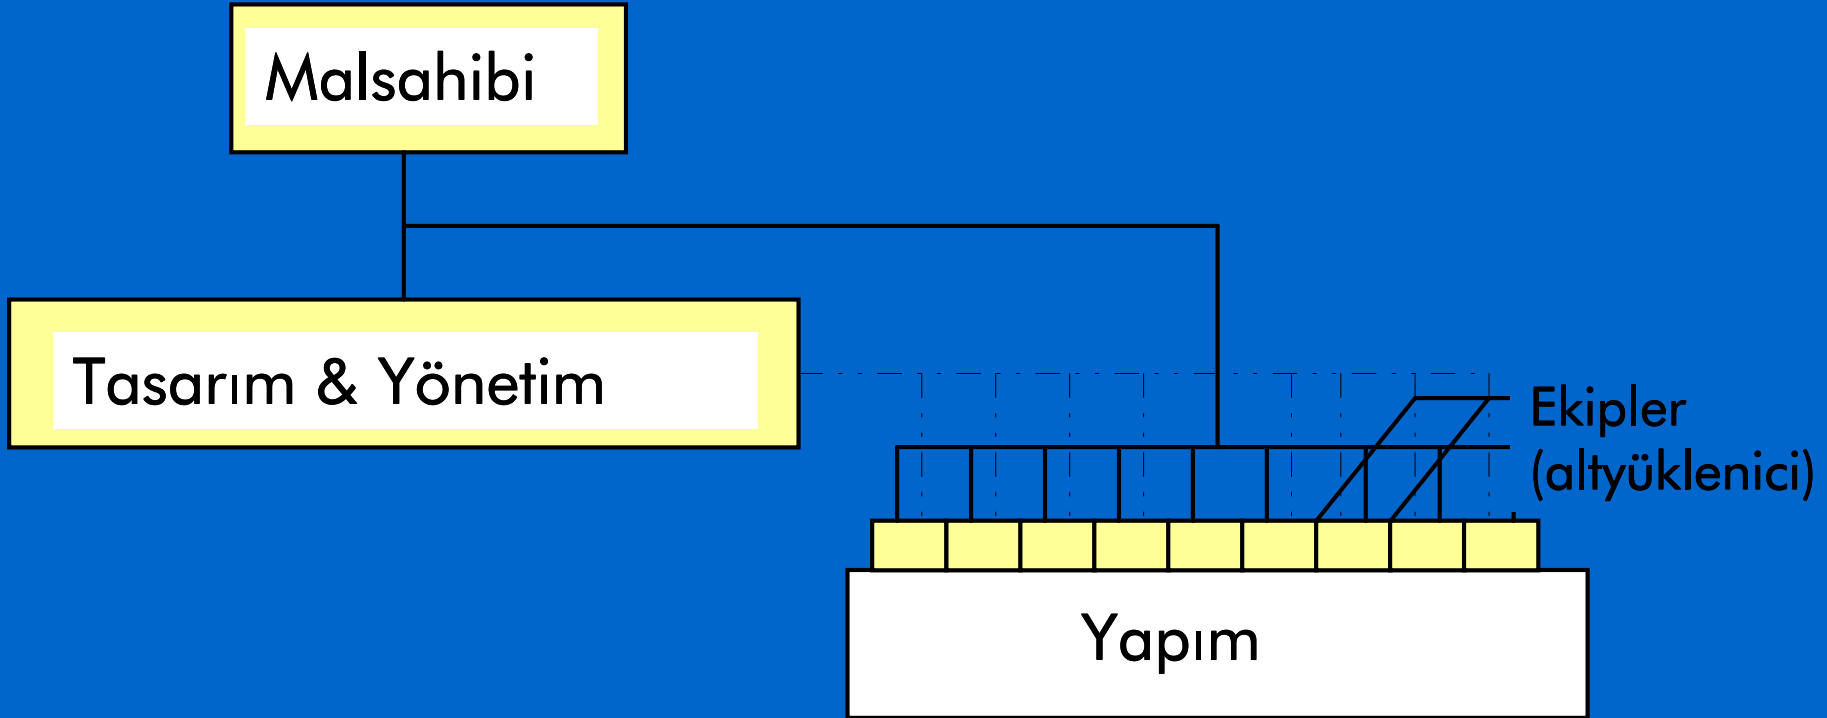 Malsahibi
Tasarım & Yönetim
Ekipler
(altyüklenici)
Yapım